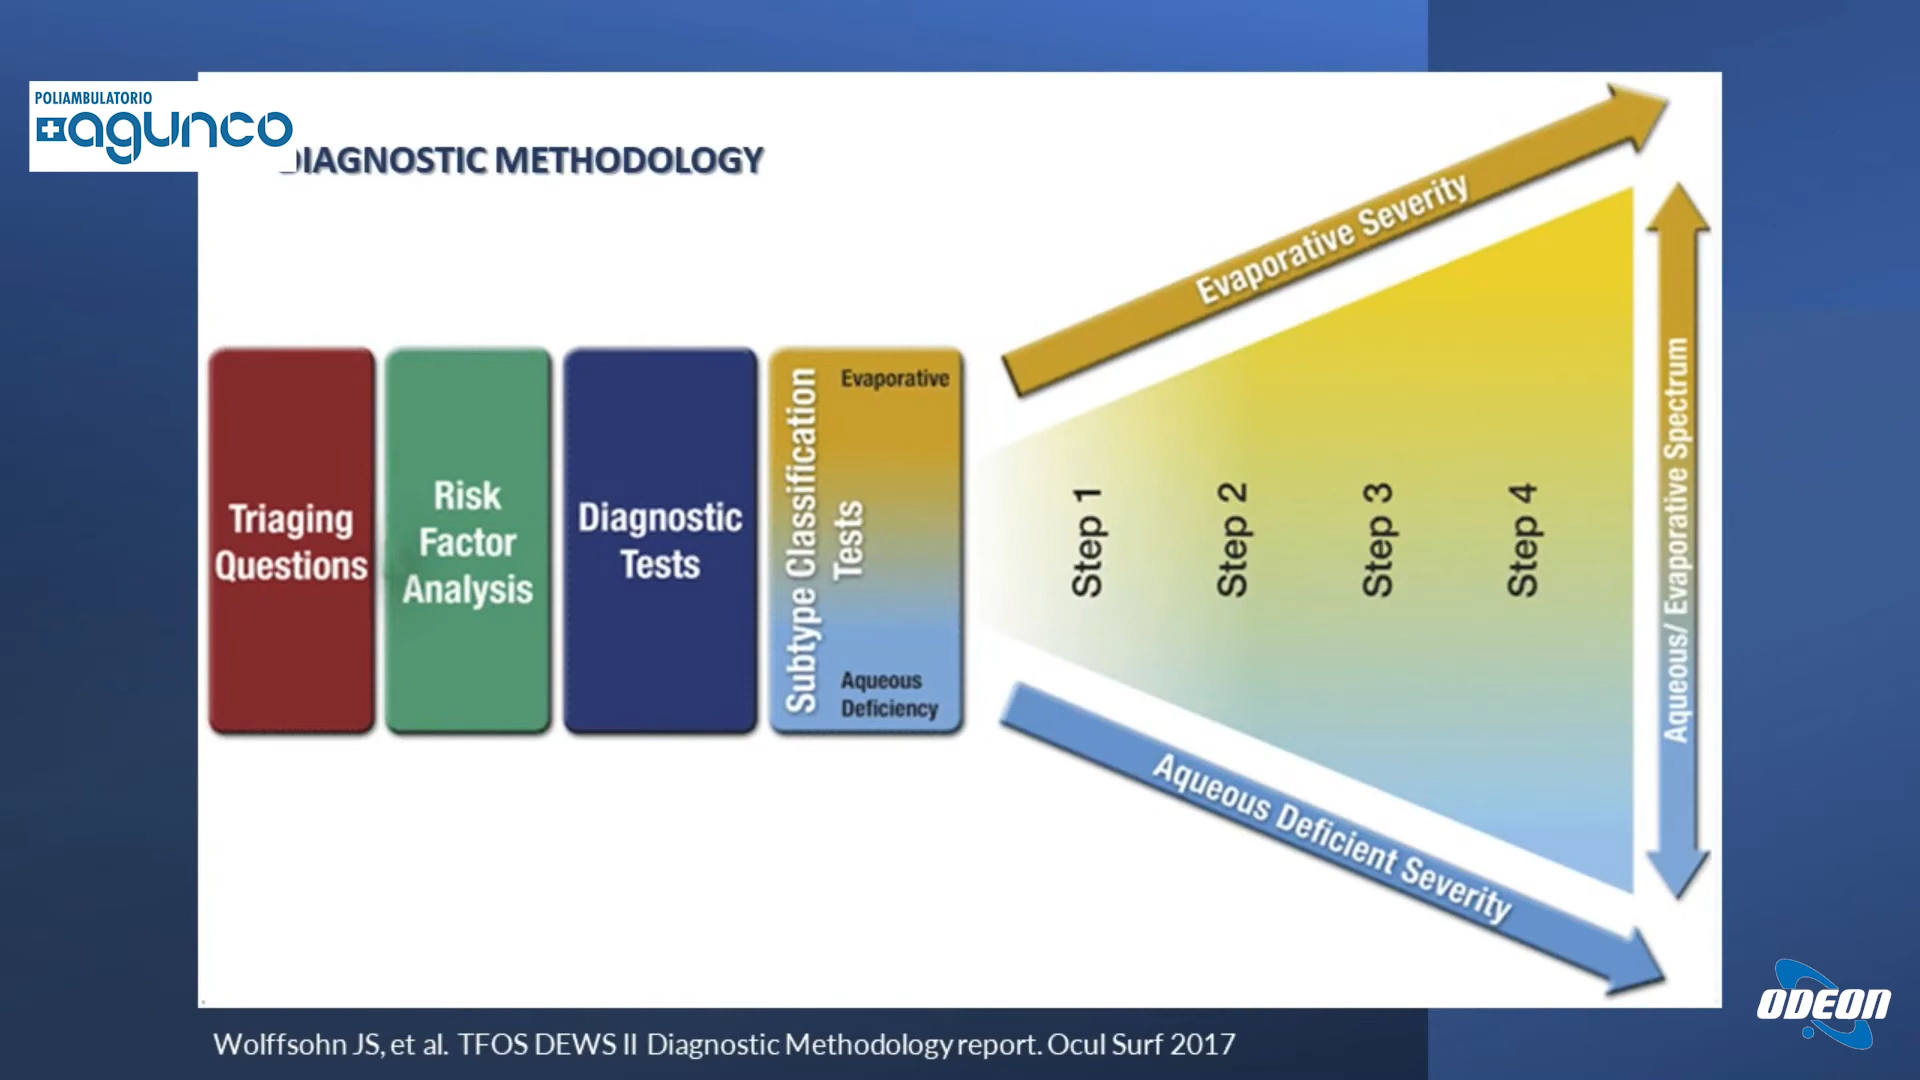 POLIAMBULATORIO
agunco
DIAGNOSTIC METHODOLOGY
Triaging
Questions
Risk
Factor
Analysis
Diagnostic
Tests
Subtype Classification
Tests
Evaporative
Aqueous
Deficiency
Step 1
Step 2
Step 3
Step 4
Evaporative Severity
Aqueous Deficient Severity
Aqueous/ Evaporative Spectrum
Wolffsohn JS, et al. TFOS DEWS II Diagnostic Methodology report. Ocul Surf 2017
ODEON